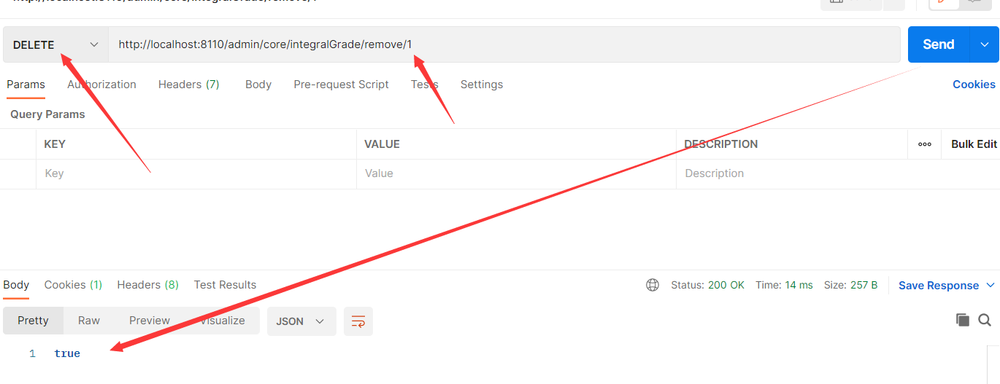 DELETE http://localhost:8110/admin/core/integralGrade/remove/1 Send
Params Authorization Headers (7) Body Pre-request Script Tests Settings Cookies
Query Params
KEY VALUE DESCRIPTION ooo Bulk Edit
Key Value Description
Body Cookies (1) Headers (8) Test Results Status: 200 OK Time: 14 ms Size: 257 B Save Response
Pretty Raw Preview Visualize JSON
1 true